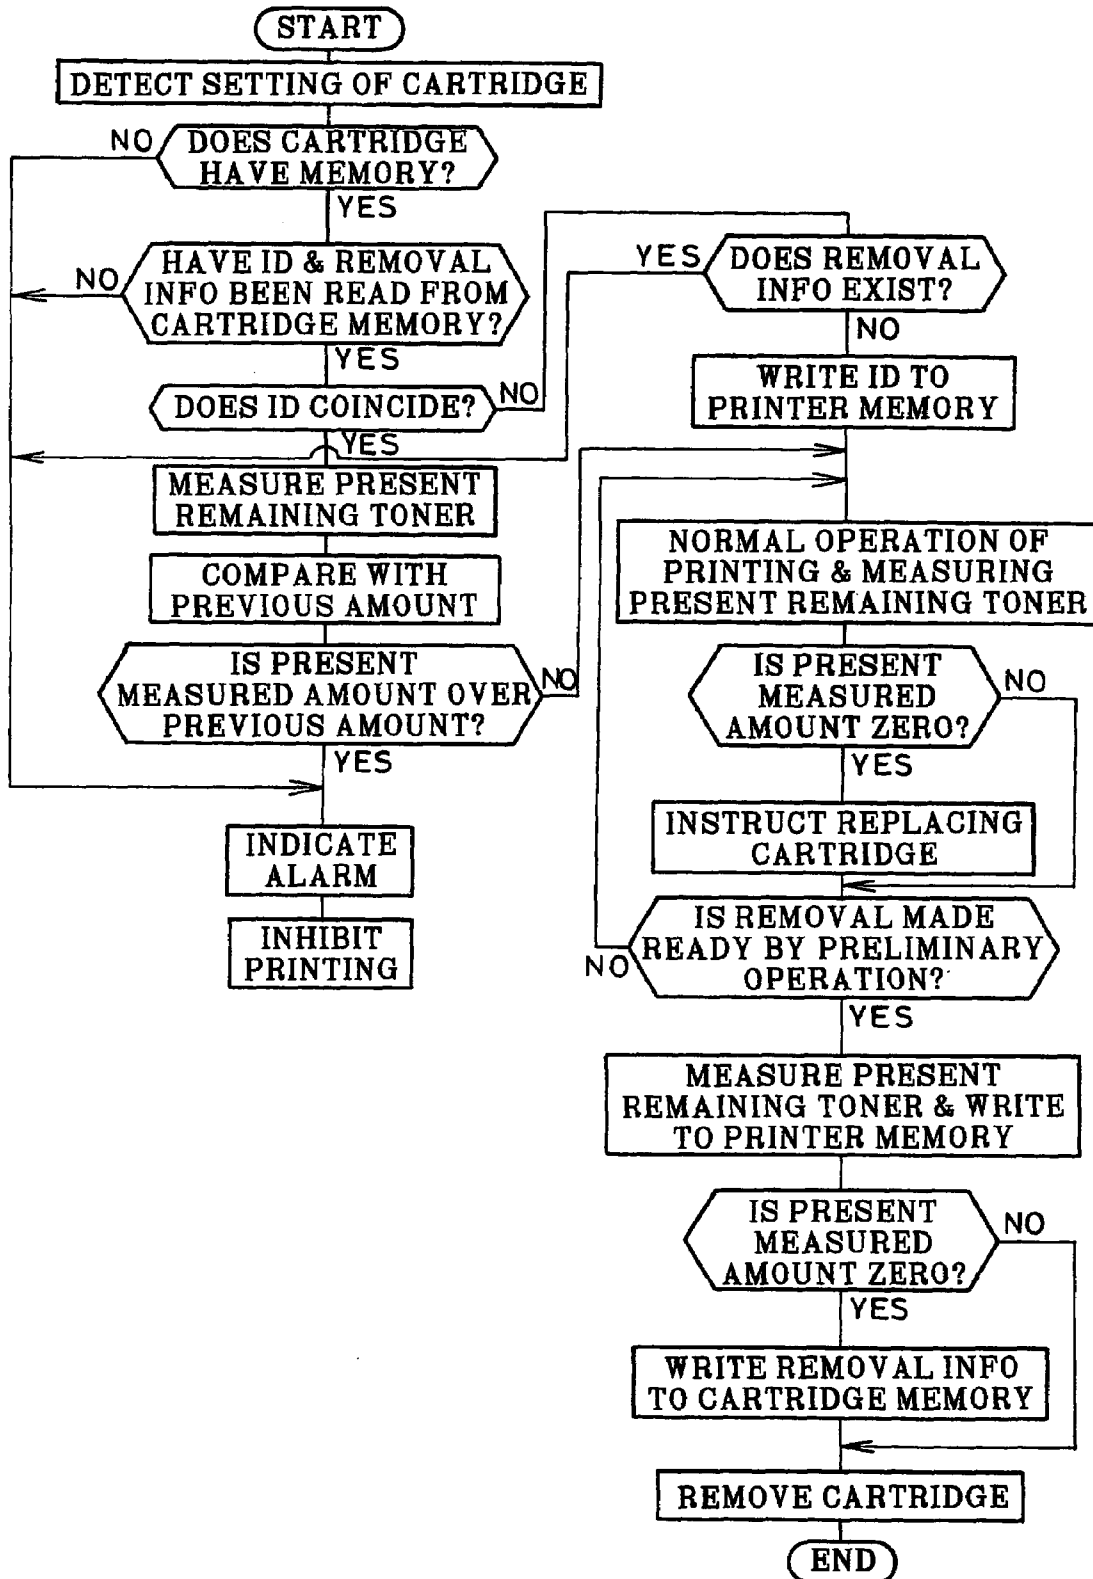 START
DETECT SETTING OF CARTRIDGE
NO
DOES CARTRIDGE
HAVE MEMORY?
YES
HAVE ID & REMOVAL
INFO BEEN READ FROM
CARTRIDGE MEMORY?
NO
YES
DOES ID COINCIDE?
NO
YES
MEASURE PRESENT
REMAINING TONER
COMPARE WITH
PREVIOUS AMOUNT
IS PRESENT
MEASURED AMOUNT OVER
PREVIOUS AMOUNT?
NO
YES
INDICATE
ALARM
INHIBIT
PRINTING
YES
DOES REMOVAL
INFO EXIST?
NO
WRITE ID TO
PRINTER MEMORY
NORMAL OPERATION OF
PRINTING & MEASURING
PRESENT REMAINING TONER
IS PRESENT
MEASURED
AMOUNT ZERO?
NO
YES
INSTRUCT REPLACING
CARTRIDGE
IS REMOVAL MADE
READY BY PRELIMINARY
OPERATION?
NO
YES
MEASURE PRESENT
REMAINING TONER & WRITE
TO PRINTER MEMORY
IS PRESENT
MEASURED
AMOUNT ZERO?
NO
YES
WRITE REMOVAL INFO
TO CARTRIDGE MEMORY
REMOVE CARTRIDGE
END